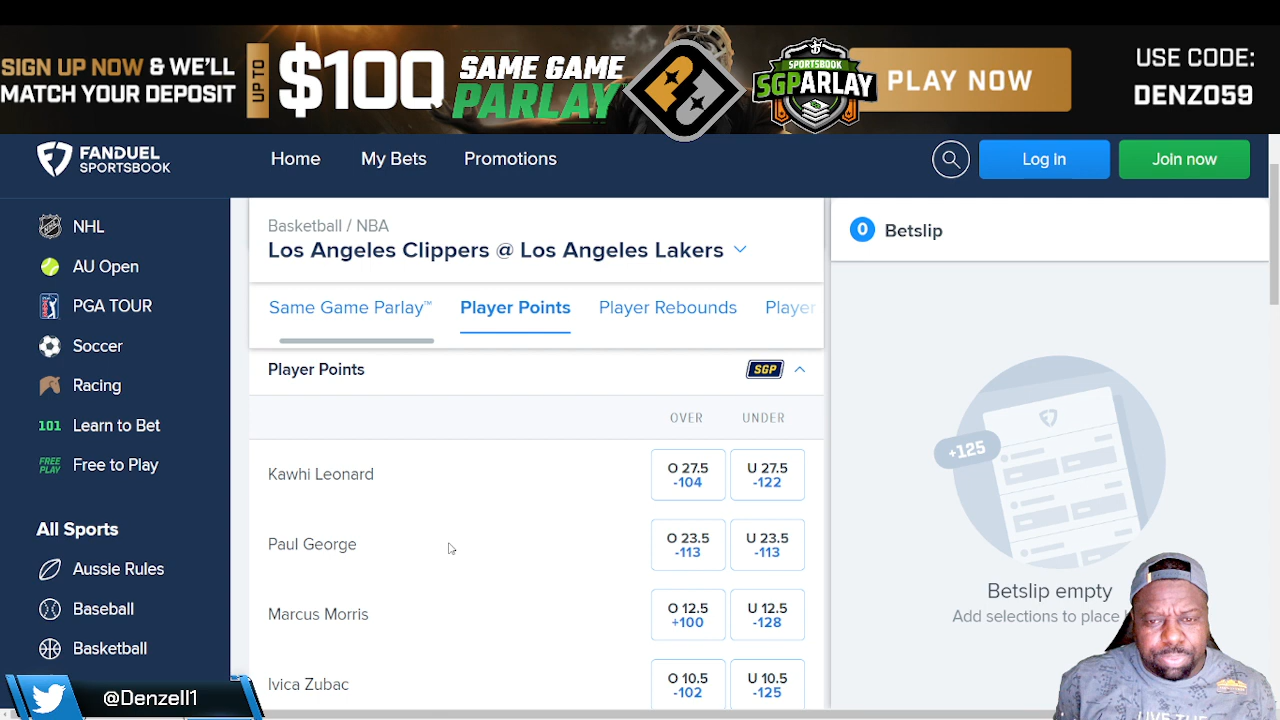 SIGN UP NOW & WE'LL
MATCH YOUR DEPOSIT
UP TO
$100
SAME GAME
PARLAY
SPORTSBOOK
SGPARLAY
PLAY NOW
USE CODE:
DENZO59
FANDUEL
SPORTSBOOK
Home
My Bets
Promotions
Log in
Join now
NHL
AU Open
PGA TOUR
Soccer
Racing
101 Learn to Bet
FREE PLAY Free to Play
All Sports
Aussie Rules
Baseball
Basketball
Basketball / NBA
Los Angeles Clippers @ Los Angeles Lakers
Same Game Parlay™
Player Points
Player Rebounds
Player
Player Points
SGP
OVER
UNDER
Kawhi Leonard
O 27.5
-104
U 27.5
-122
Paul George
O 23.5
-113
U 23.5
-113
Marcus Morris
O 12.5
+100
U 12.5
-128
Ivica Zubac
O 10.5
-102
U 10.5
-125
0 Betslip
+125
Betslip empty
Add selections to place
@Denzell1